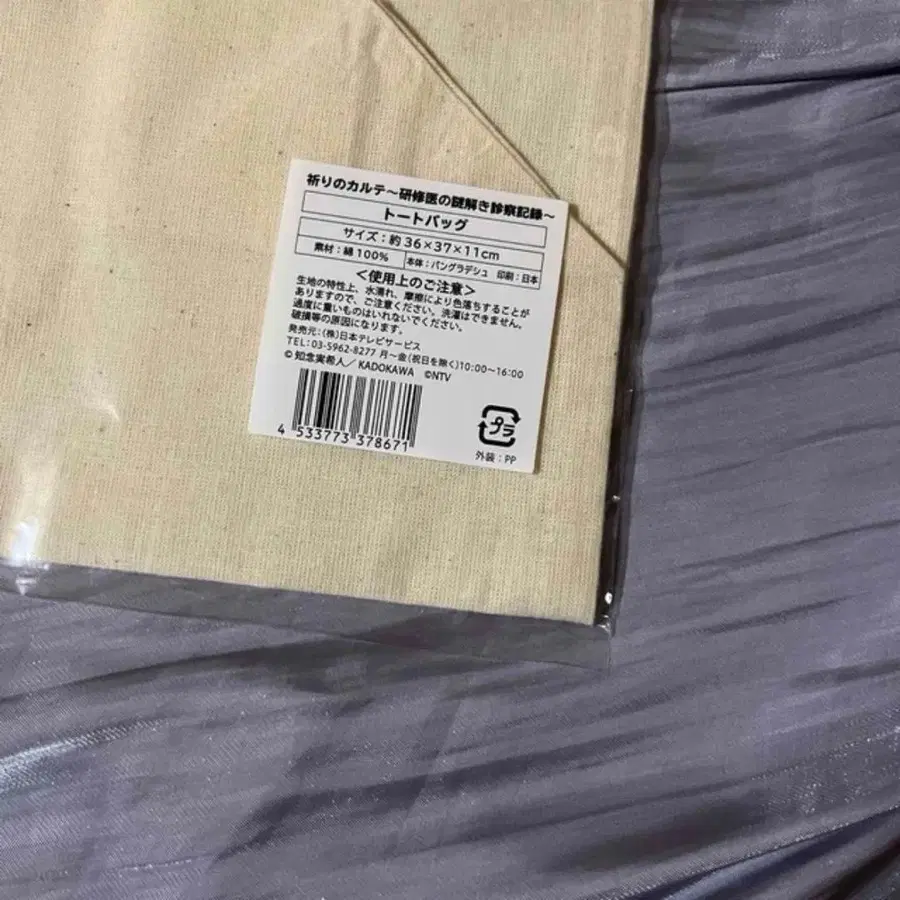 祈りのカルテ～研修医の謎解き診察記録～
トートバッグ
サイズ：約 36×37×11cm
素材：綿100% 本体：バングラデシュ 印刷：日本
＜使用上のご注意＞
生地の特性上、水濡れ、摩擦により色落ちすることが
ありますので、ご注意ください。洗濯はできません。
過度に重いものはいれないでください。
破損等の原因になります。
発売元：(株)日本テレビサービス
TEL：03-5962-8277 月～金(祝日を除く)10:00～16:00
© 知念実希人／KADOKAWA ©NTV
4 533773 378671
プラ
外装：PP